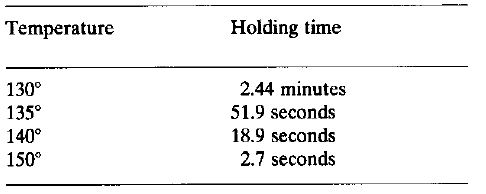 Temperature Holding time
130° 2.44 minutes
135° 51.9 seconds
140° 18.9 seconds
150° 2.7 seconds